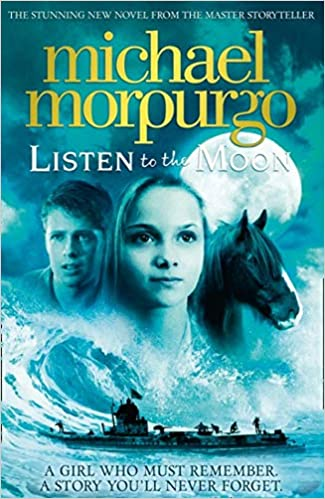 THE STUNNING NEW NOVEL FROM THE MASTER STORYTELLER
michael
morpurgo
LISTEN to the MOON
A GIRL WHO MUST REMEMBER.
A STORY YOU'LL NEVER FORGET.